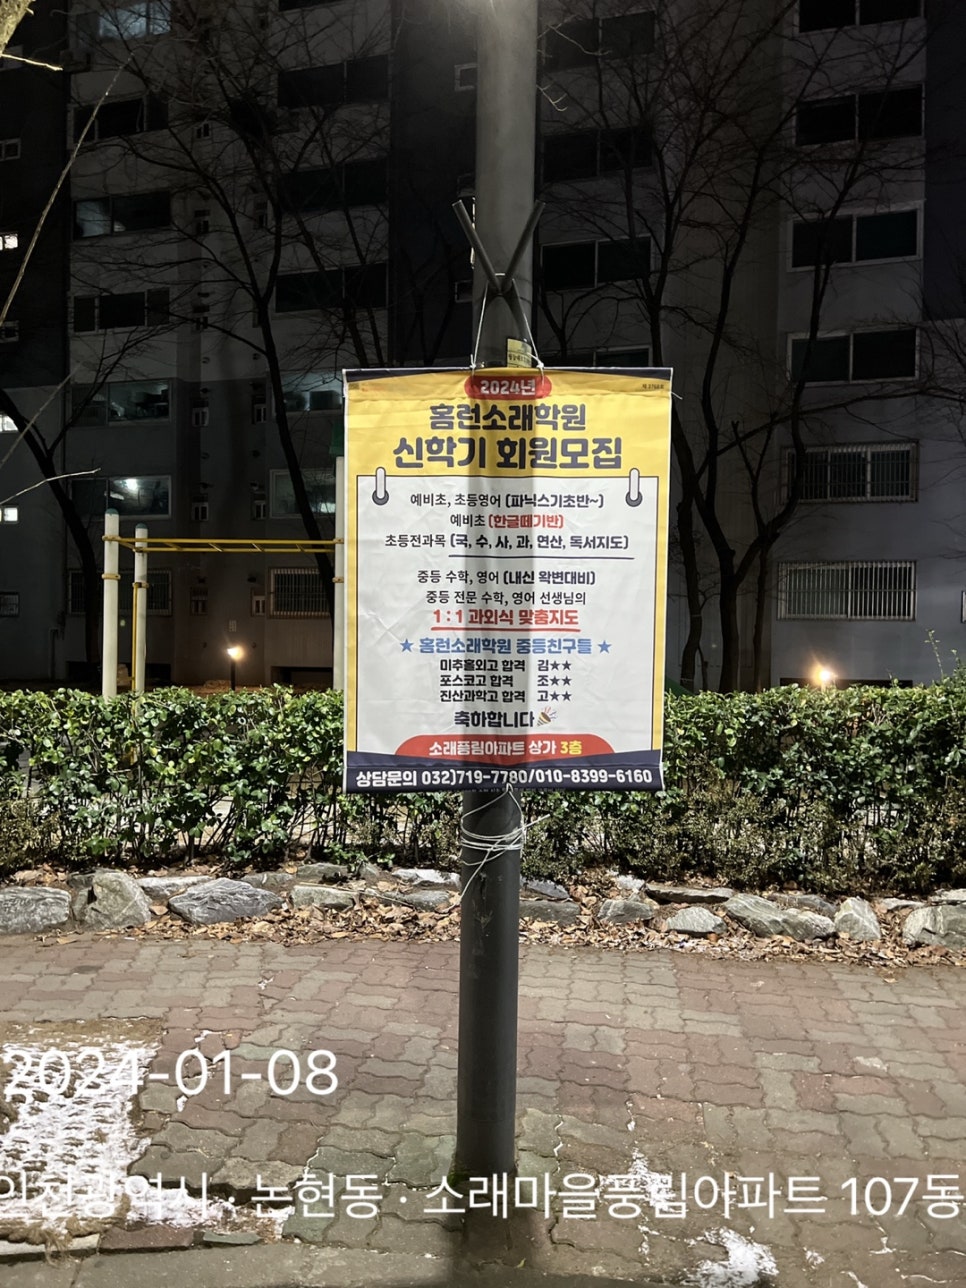 2024년
홈런소래학원
신학기 회원모집
예비초, 초등영어 (파닉스기초반~)
예비초 (한글떼기반)
초등전과목 (국, 수, 사, 과, 연산, 독서지도)
중등 수학, 영어 (내신 확변대비)
중등 전문 수학, 영어 선생님의
1 : 1 과외식 맞춤지도
★ 홈런소래학원 중등친구들 ★
미추홀외고 합격 김★★
포스코고 합격 조★★
진산과학고 합격 고★★
축하합니다
소래풍림아파트 상가 3층
상담문의 032)719-7780/010-8399-6160
2024-01-08
인천광역시 · 논현동 · 소래마을풍림아파트 107동